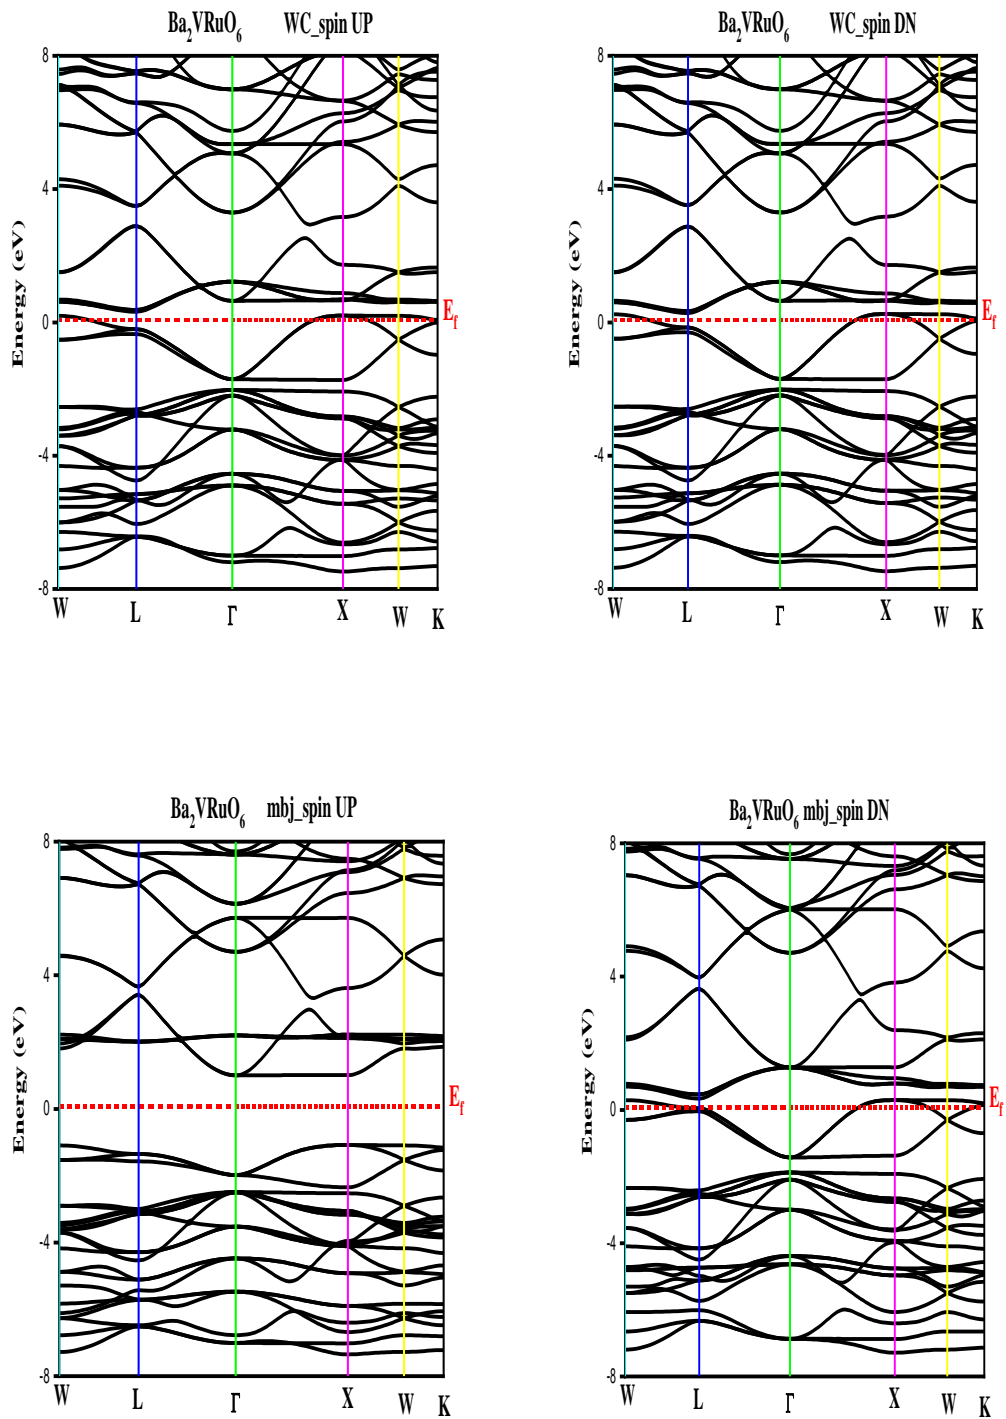 Ba2VRuO6 WC_spin UP
8
4
0
-4
-8
Energy (eV)
Ef
W L Γ X W K
Ba2VRuO6 WC_spin DN
8
4
0
-4
-8
Energy (eV)
Ef
W L Γ X W K
Ba2VRuO6 mbj_spin UP
8
4
0
-4
-8
Energy (eV)
Ef
W L Γ X W K
Ba2VRuO6 mbj_spin DN
8
4
0
-4
-8
Energy (eV)
Ef
W L Γ X W K